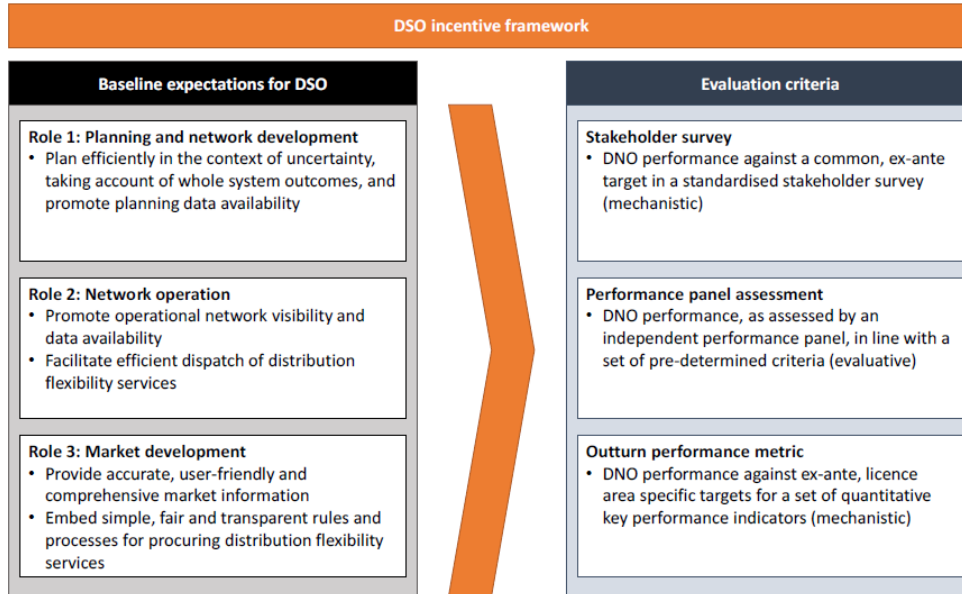 DSO incentive framework
Baseline expectations for DSO
Role 1: Planning and network development
• Plan efficiently in the context of uncertainty,
taking account of whole system outcomes, and
promote planning data availability
Role 2: Network operation
• Promote operational network visibility and
data availability
• Facilitate efficient dispatch of distribution
flexibility services
Role 3: Market development
• Provide accurate, user-friendly and
comprehensive market information
• Embed simple, fair and transparent rules and
processes for procuring distribution flexibility
services
Evaluation criteria
Stakeholder survey
• DNO performance against a common, ex-ante
target in a standardised stakeholder survey
(mechanistic)
Performance panel assessment
• DNO performance, as assessed by an
independent performance panel, in line with a
set of pre-determined criteria (evaluative)
Outturn performance metric
• DNO performance against ex-ante, licence
area specific targets for a set of quantitative
key performance indicators (mechanistic)